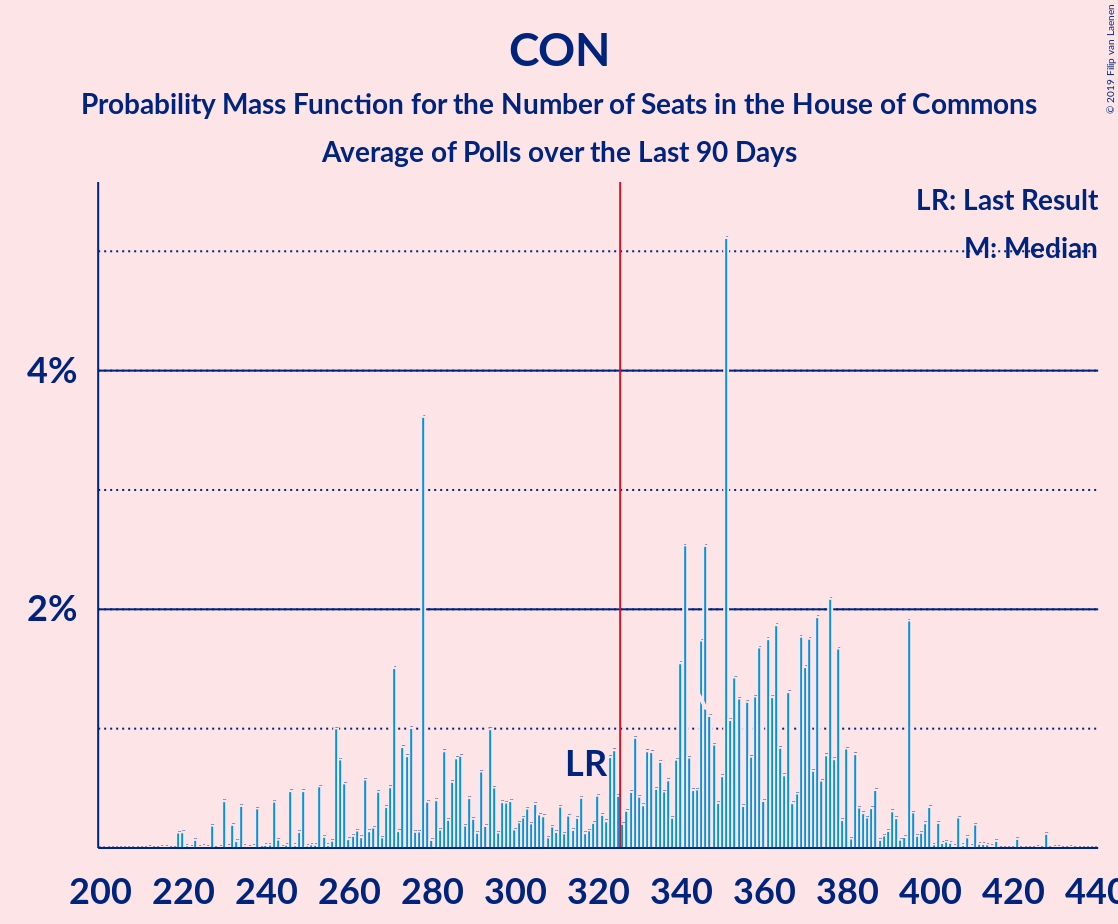 CON
Probability Mass Function for the Number of Seats in the House of Commons
Average of Polls over the Last 90 Days
© 2019 Filip van Laenen
LR: Last Result
M: Median
4%
2%
LR
200 220 240 260 280 300 320 340 360 380 400 420 440